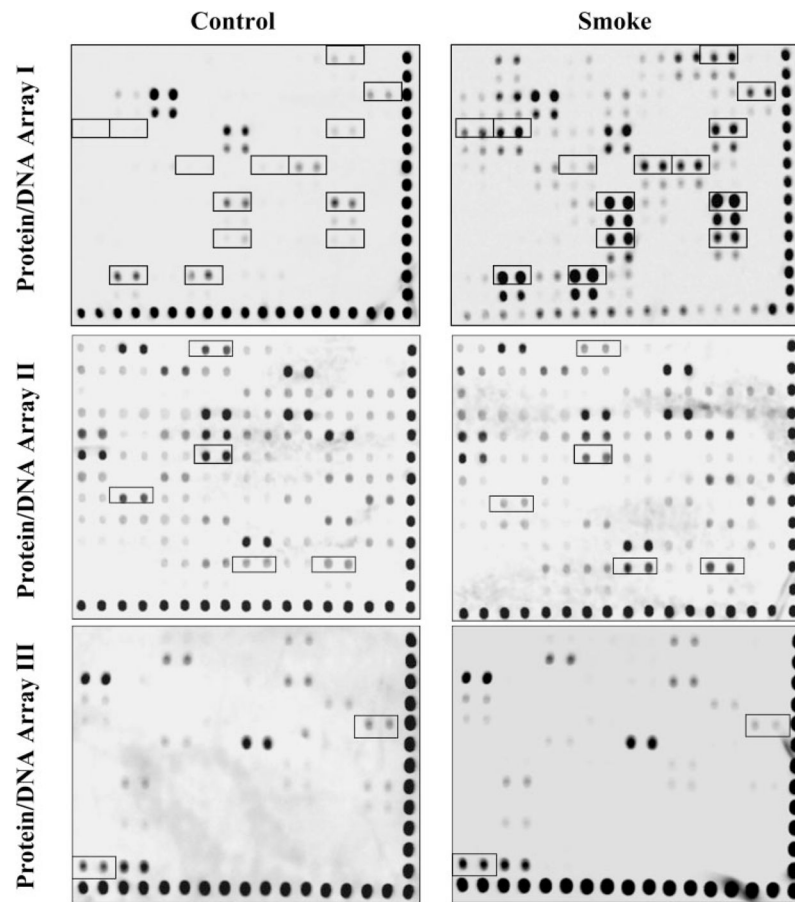 Control
Smoke
Protein/DNA Array I
Protein/DNA Array II
Protein/DNA Array III